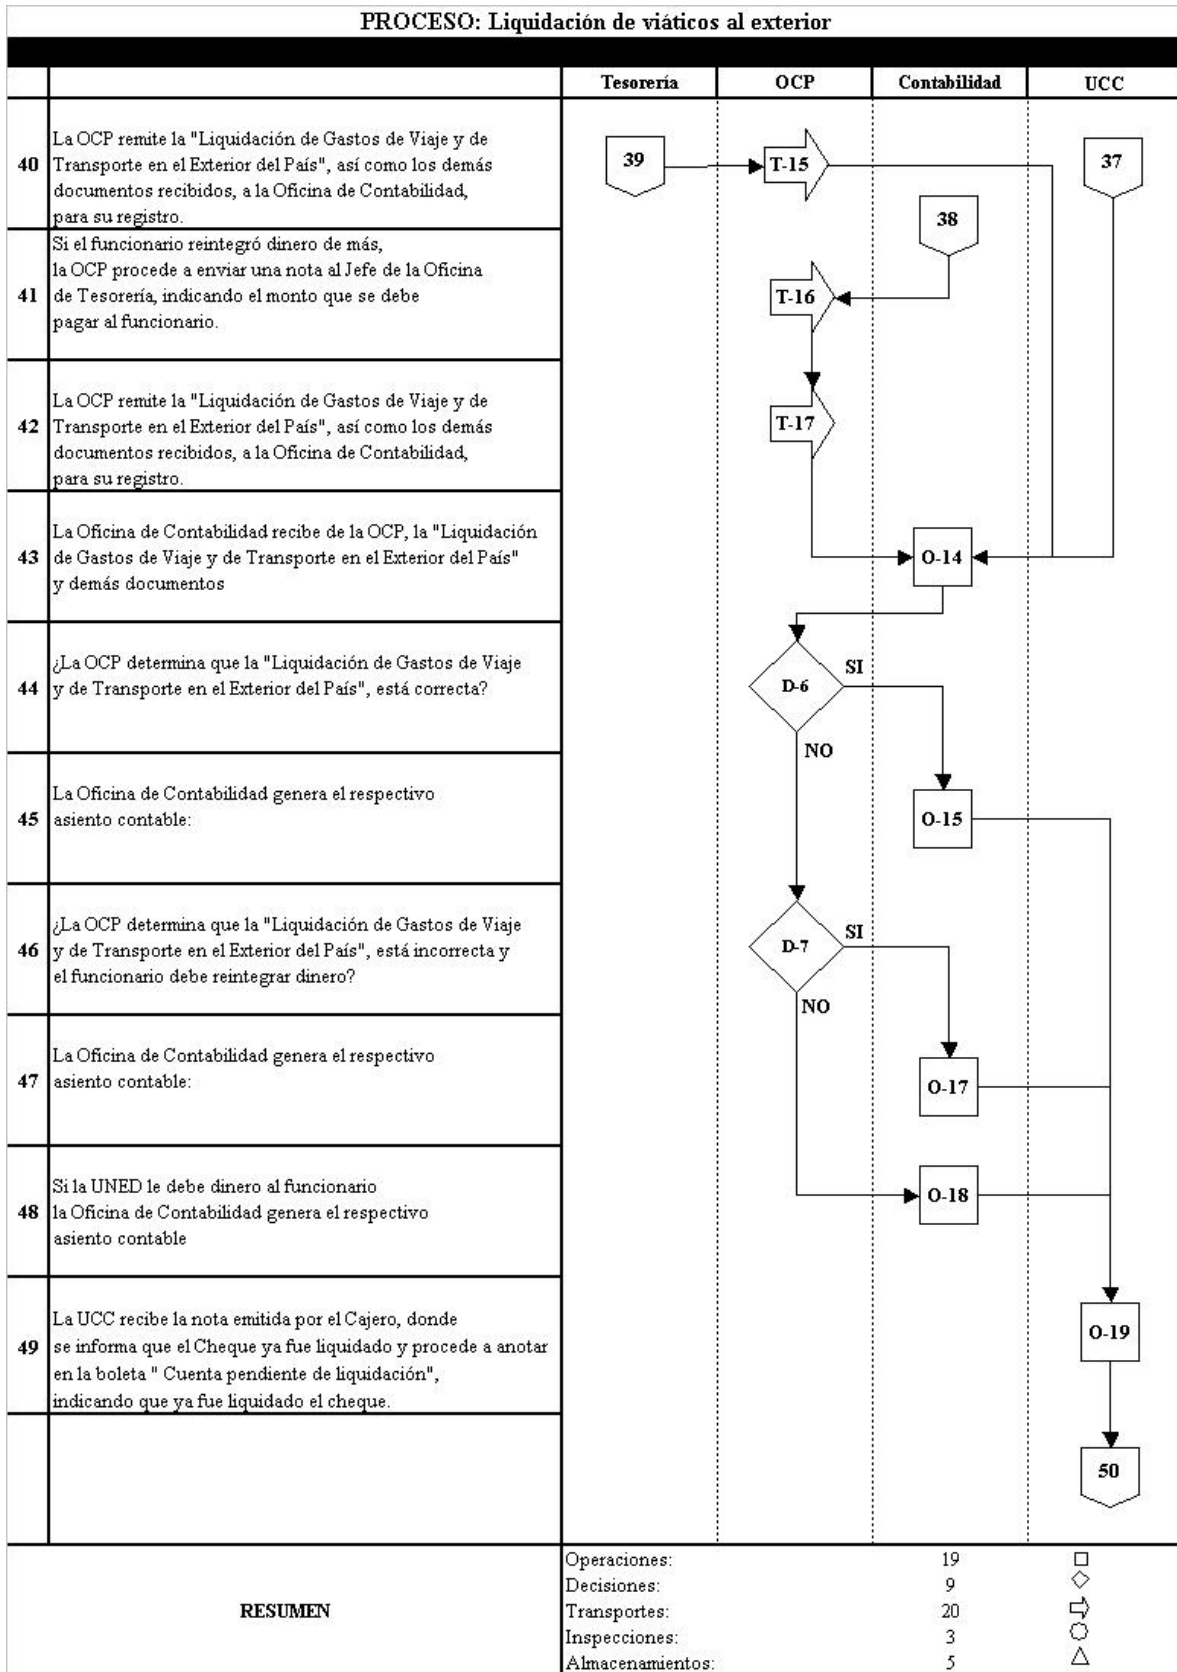 PROCESO: Liquidación de viáticos al exterior
Tesorería OCP Contabilidad UCC
40
La OCP remite la "Liquidación de Gastos de Viaje y de
Transporte en el Exterior del País", así como los demás
documentos recibidos, a la Oficina de Contabilidad,
para su registro.
39
T-15
37
38
41
Si el funcionario reintegró dinero de más,
la OCP procede a enviar una nota al Jefe de la Oficina
de Tesorería, indicando el monto que se debe
pagar al funcionario.
T-16
42
La OCP remite la "Liquidación de Gastos de Viaje y de
Transporte en el Exterior del País", así como los demás
documentos recibidos, a la Oficina de Contabilidad,
para su registro.
T-17
43
La Oficina de Contabilidad recibe de la OCP, la "Liquidación
de Gastos de Viaje y de Transporte en el Exterior del País"
y demás documentos
O-14
44
¿La OCP determina que la "Liquidación de Gastos de Viaje
y de Transporte en el Exterior del País", está correcta?
D-6
SI
NO
45
La Oficina de Contabilidad genera el respectivo
asiento contable:
O-15
46
¿La OCP determina que la "Liquidación de Gastos de Viaje
y de Transporte en el Exterior del País", está incorrecta y
el funcionario debe reintegrar dinero?
D-7
SI
NO
47
La Oficina de Contabilidad genera el respectivo
asiento contable:
O-17
48
Si la UNED le debe dinero al funcionario
la Oficina de Contabilidad genera el respectivo
asiento contable
O-18
49
La UCC recibe la nota emitida por el Cajero, donde
se informa que el Cheque ya fue liquidado y procede a anotar
en la boleta " Cuenta pendiente de liquidación",
indicando que ya fue liquidado el cheque.
O-19
50
RESUMEN
Operaciones: 19
Decisiones: 9
Transportes: 20
Inspecciones: 3
Almacenamientos: 5